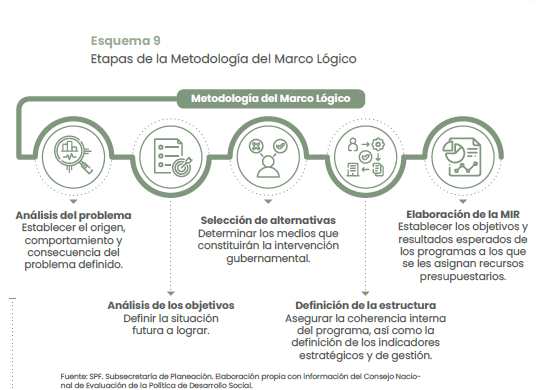 Esquema 9
Etapas de la Metodología del Marco Lógico
Metodología del Marco Lógico
Análisis del problema
Establecer el origen,
comportamiento y
consecuencia del
problema definido.
Análisis de los objetivos
Definir la situación
futura a lograr.
Selección de alternativas
Determinar los medios que
constituirán la intervención
gubernamental.
Definición de la estructura
Asegurar la coherencia interna
del programa, así como la
definición de los indicadores
estratégicos y de gestión.
Elaboración de la MIR
Establecer los objetivos y
resultados esperados de
los programas a los que
se les asignan recursos
presupuestarios.
Fuente: SPF. Subsecretaría de Planeación. Elaboración propia con información del Consejo Nacio-
nal de Evaluación de la Política de Desarrollo Social.